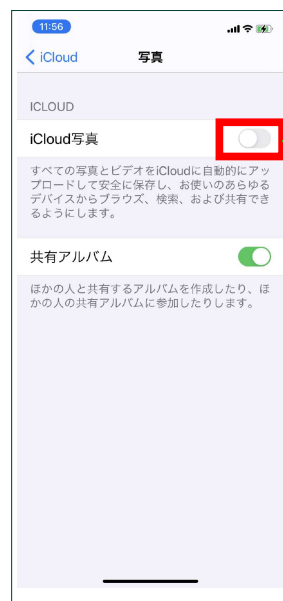 11:56
iCloud
写真
ICLOUD
iCloud写真
すべての写真とビデオをiCloudに自動的にアッ
プロードして安全に保存し、お使いのあらゆる
デバイスからブラウズ、検索、および共有でき
るようにします。
共有アルバム
ほかの人と共有するアルバムを作成したり、ほ
かの人の共有アルバムに参加したりします。